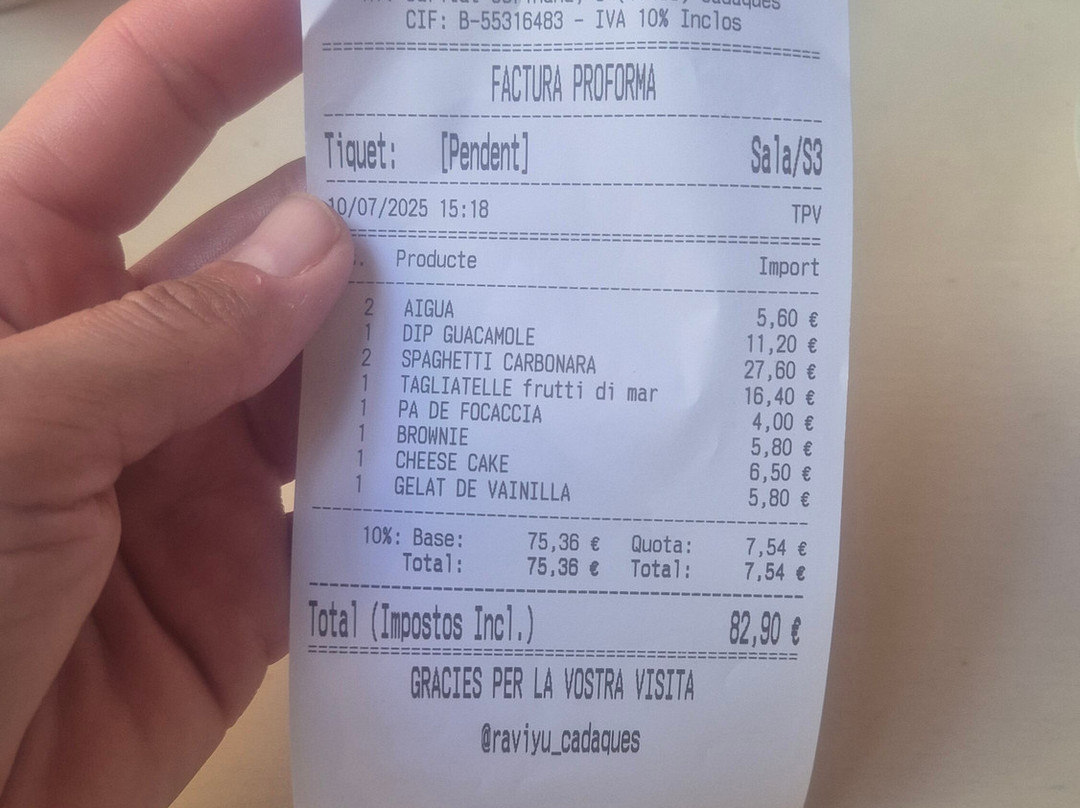 CIF: B-55316483 - IVA 10% Inclos
FACTURA PROFORMA
Tiquet: [Pendent] Sala/S3
10/07/2025 15:18 TPV
Producte Import
2 AIGUA 5,60 €
1 DIP GUACAMOLE 11,20 €
2 SPAGHETTI CARBONARA 27,60 €
1 TAGLIATELLE frutti di mar 16,40 €
1 PA DE FOCACCIA 4,00 €
1 BROWNIE 5,80 €
1 CHEESE CAKE 6,50 €
1 GELAT DE VAINILLA 5,80 €
10%: Base: 75,36 € Quota: 7,54 €
Total: 75,36 € Total: 7,54 €
Total (Impostos Incl.) 82,90 €
GRACIES PER LA VOSTRA VISITA
@raviyu_cadaques